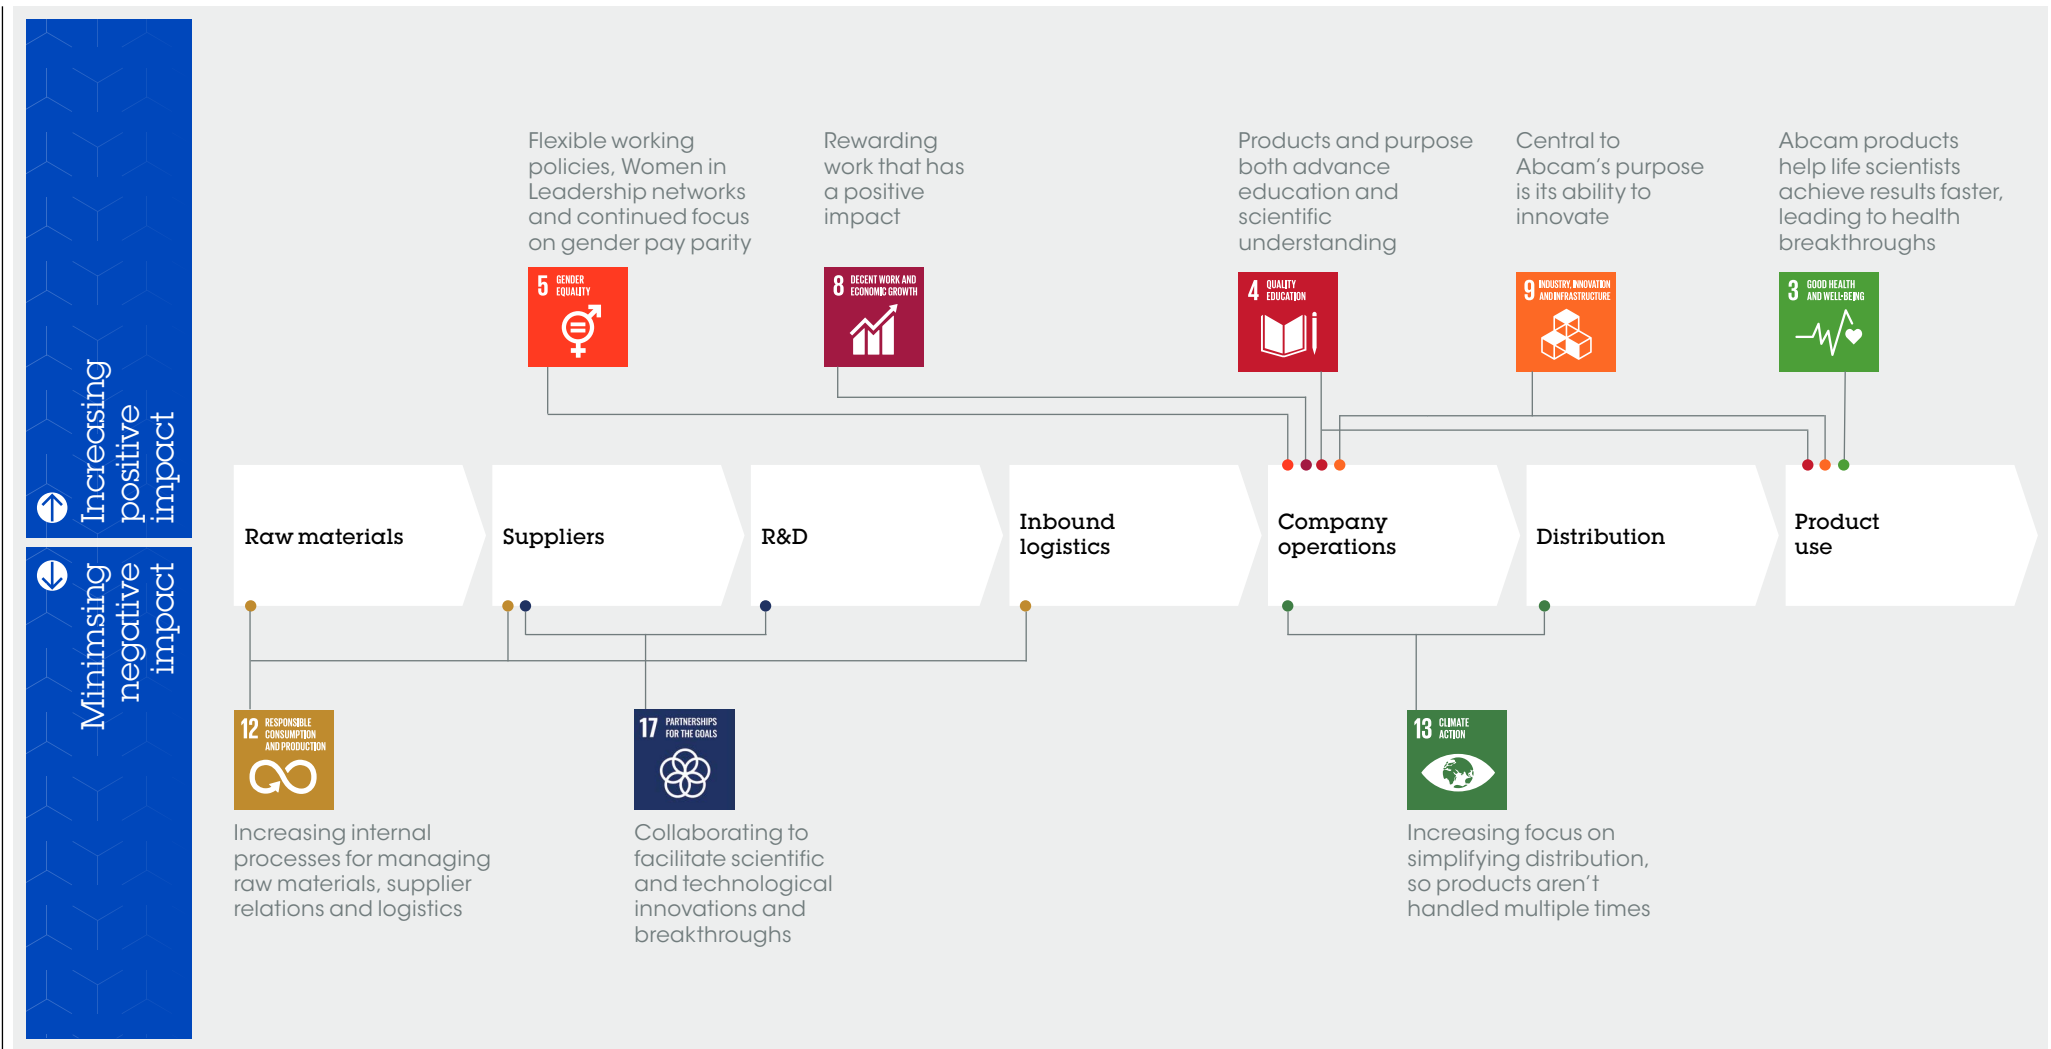 Increasing
positive
impact
Minimsing
negative
impact
Flexible working
policies, Women in
Leadership networks
and continued focus
on gender pay parity
5 GENDER
EQUALITY
Rewarding
work that has
a positive
impact
8 DECENT WORK AND
ECONOMIC GROWTH
Products and purpose
both advance
education and
scientific
understanding
4 QUALITY
EDUCATION
Central to
Abcam's purpose
is its ability to
innovate
9 INDUSTRY, INNOVATION
AND INFRASTRUCTURE
Abcam products
help life scientists
achieve results faster,
leading to health
breakthroughs
3 GOOD HEALTH
AND WELL-BEING
Raw materials
Suppliers
R&D
Inbound
logistics
Company
operations
Distribution
Product
use
12 RESPONSIBLE
CONSUMPTION
AND PRODUCTION
Increasing internal
processes for managing
raw materials, supplier
relations and logistics
17 PARTNERSHIPS
FOR THE GOALS
Collaborating to
facilitate scientific
and technological
innovations and
breakthroughs
13 CLIMATE
ACTION
Increasing focus on
simplifying distribution,
so products aren't
handled multiple times